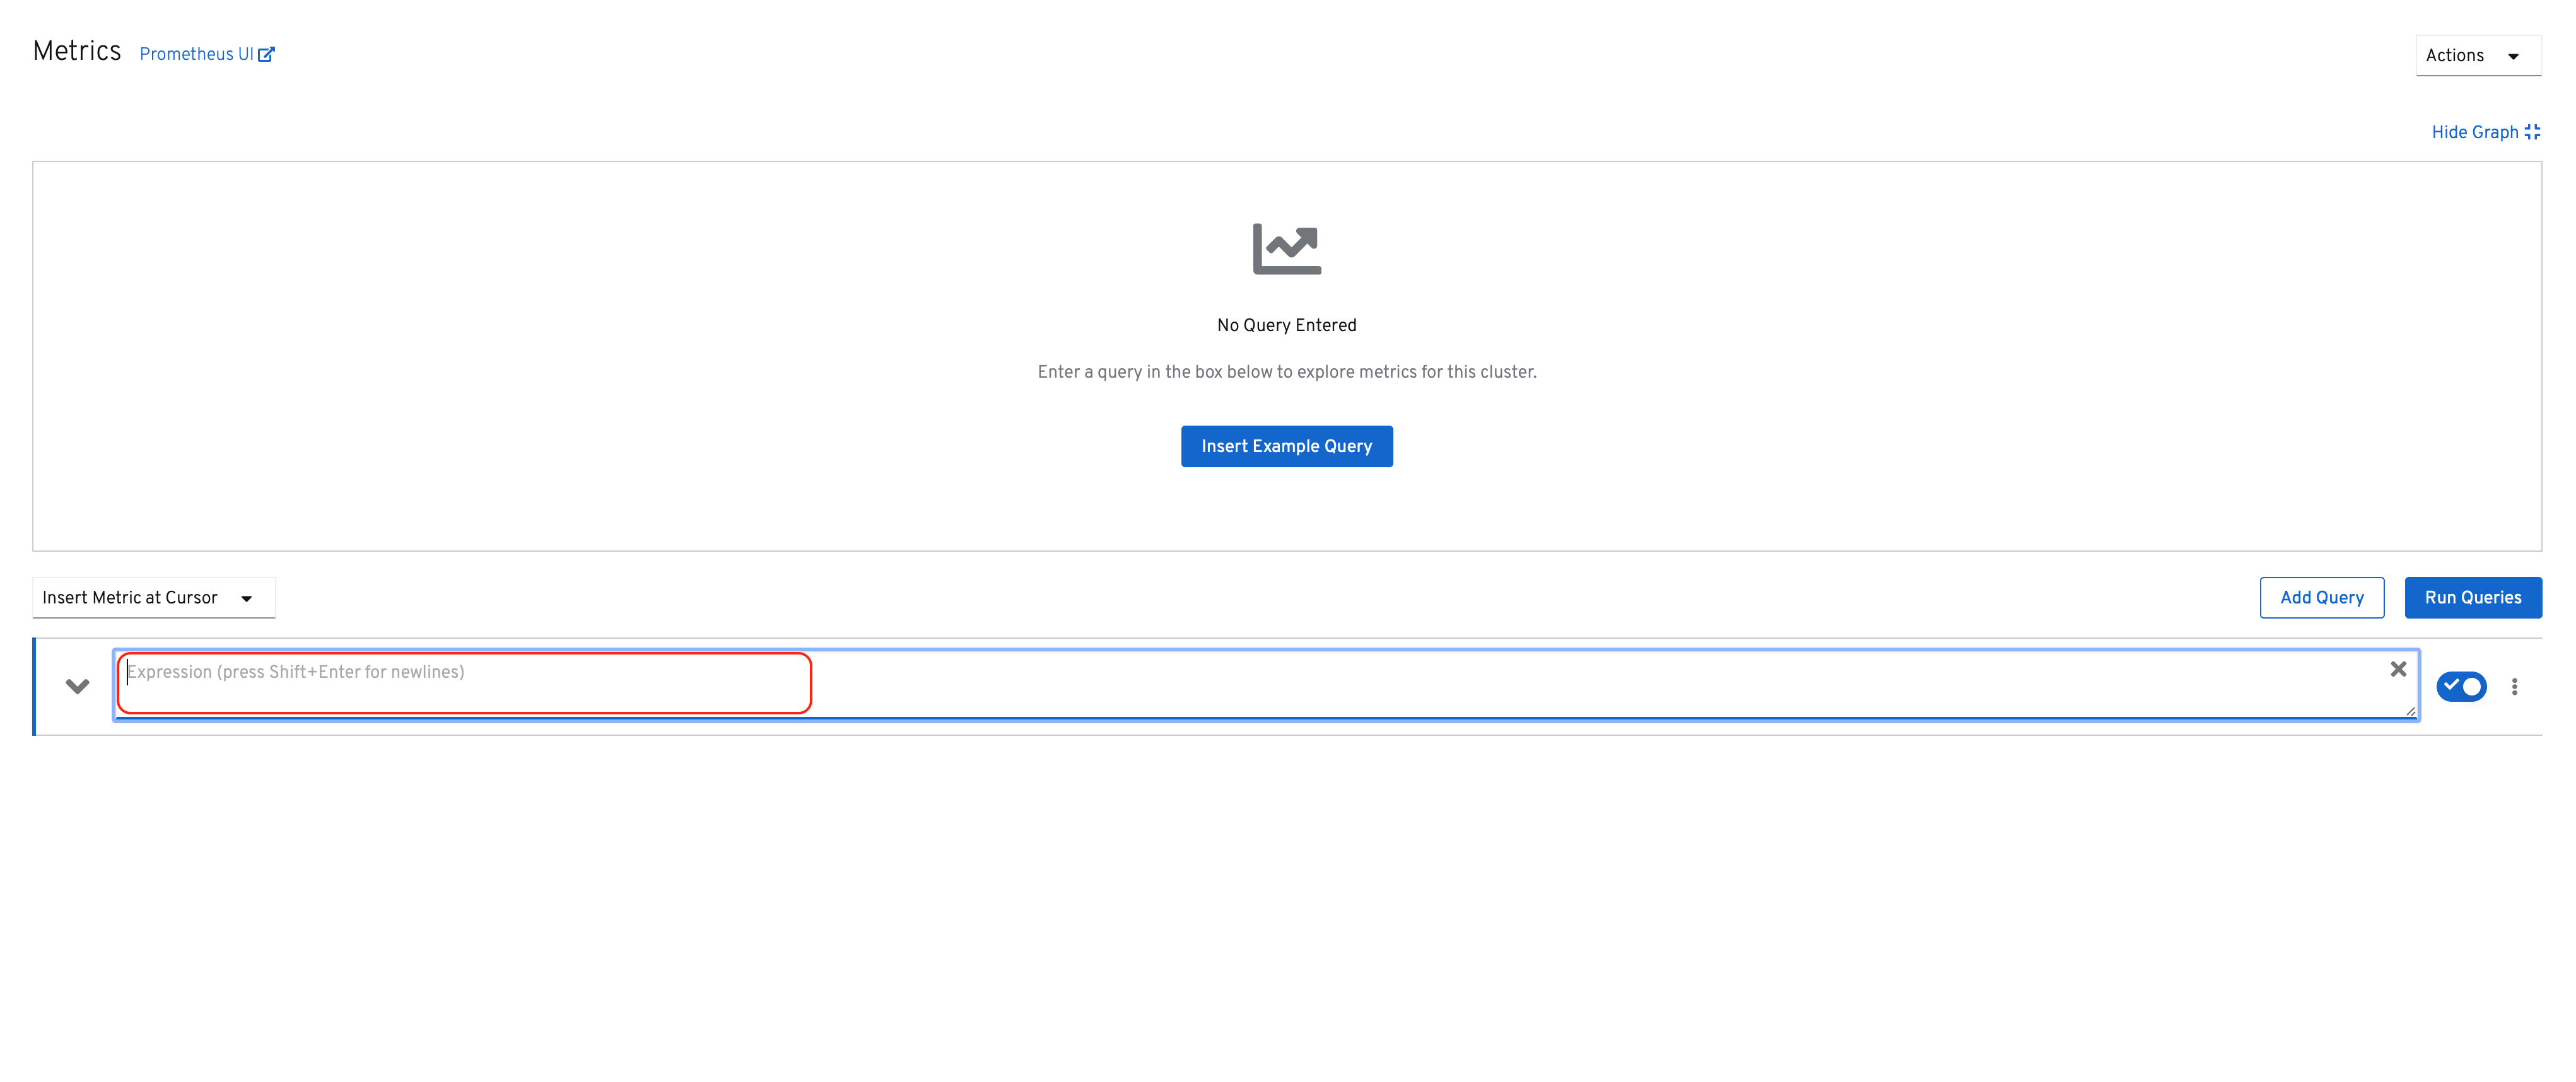 Metrics Prometheus UI
Actions
Hide Graph
No Query Entered
Enter a query in the box below to explore metrics for this cluster.
Insert Example Query
Insert Metric at Cursor
Add Query
Run Queries
Expression (press Shift+Enter for newlines)